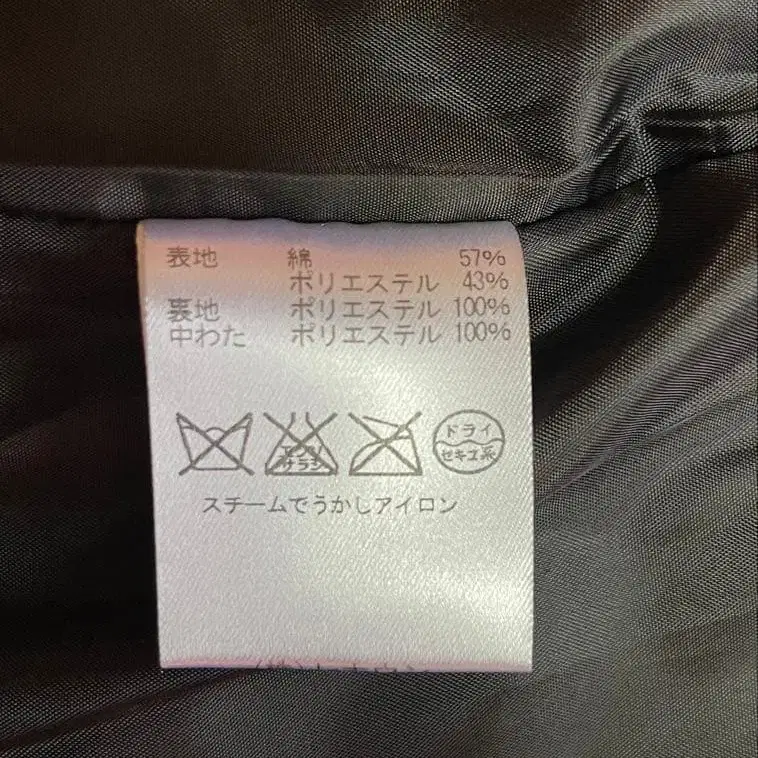 表地 綿 57%
ポリエステル 43%
裏地 ポリエステル 100%
中わた ポリエステル 100%
エンソ
サラシ
ドライ
セキユ系
スチームでうかしアイロン